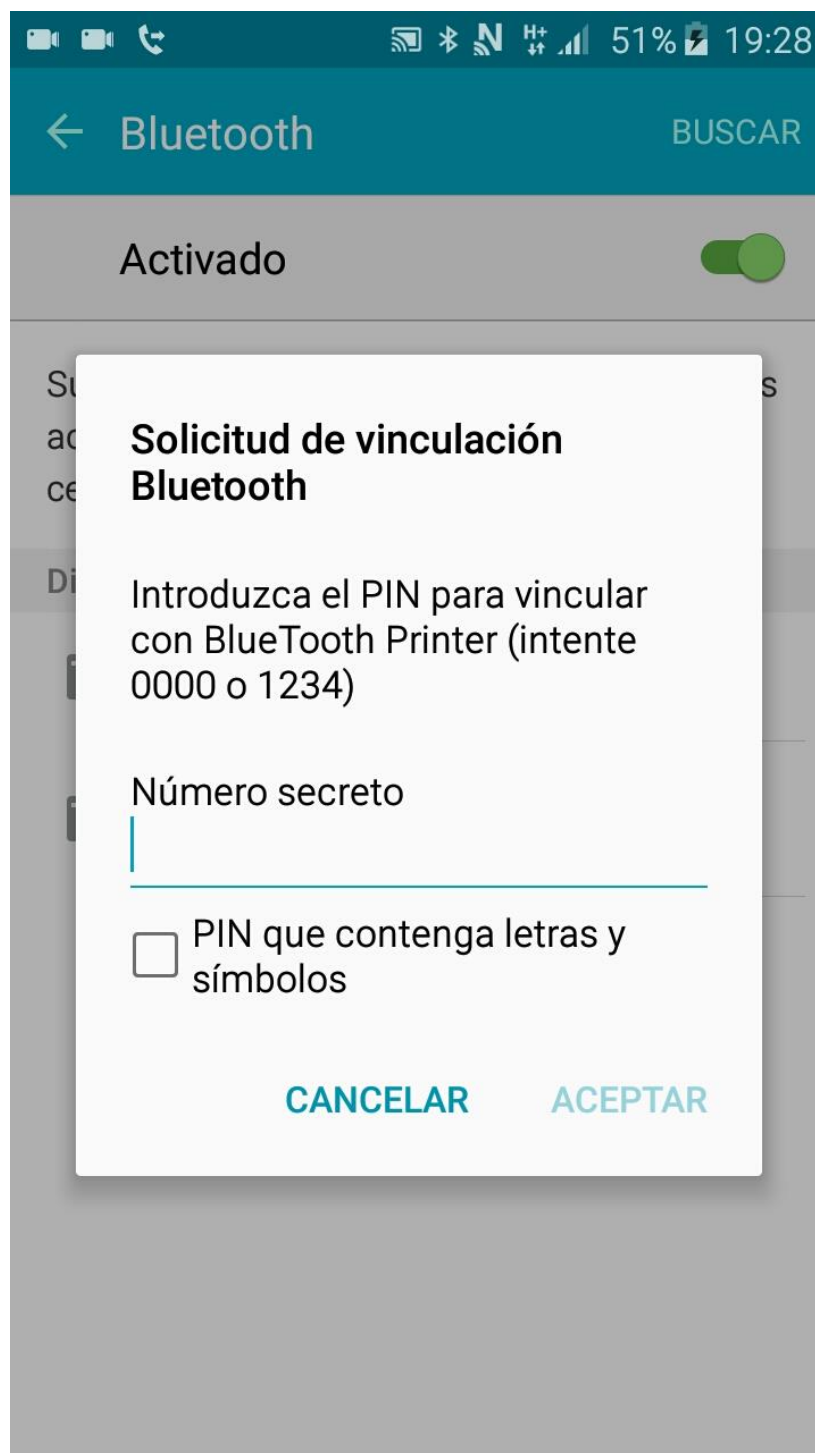 51% 19:28
Bluetooth BUSCAR
Activado
Solicitud de vinculación
Bluetooth
Introduzca el PIN para vincular
con BlueTooth Printer (intente
0000 o 1234)
Número secreto
PIN que contenga letras y
símbolos
CANCELAR ACEPTAR